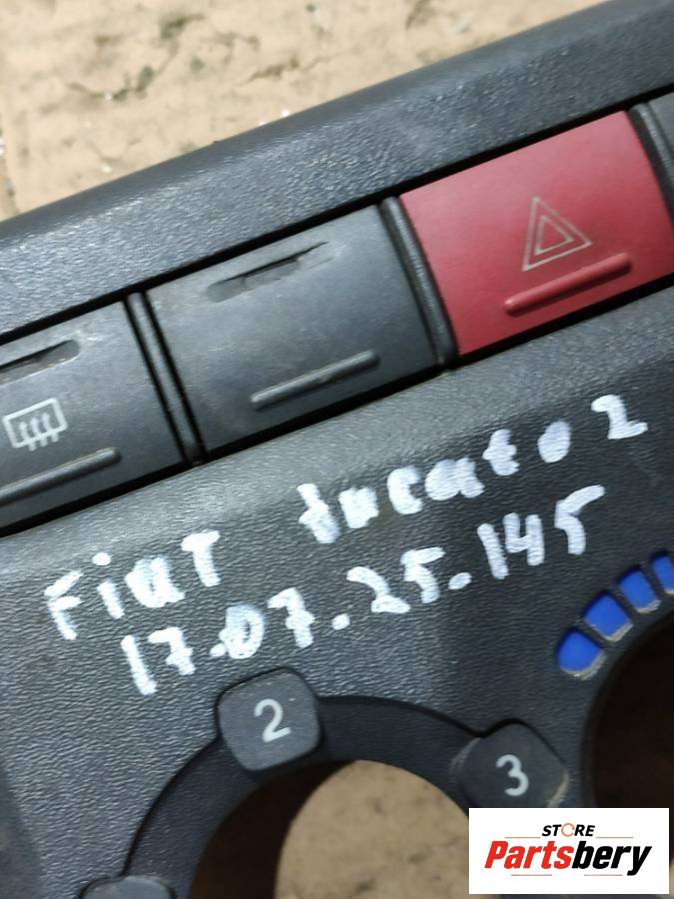 Fiat ducato 2
17.07.25.145
2
3
STORE
Partsbery